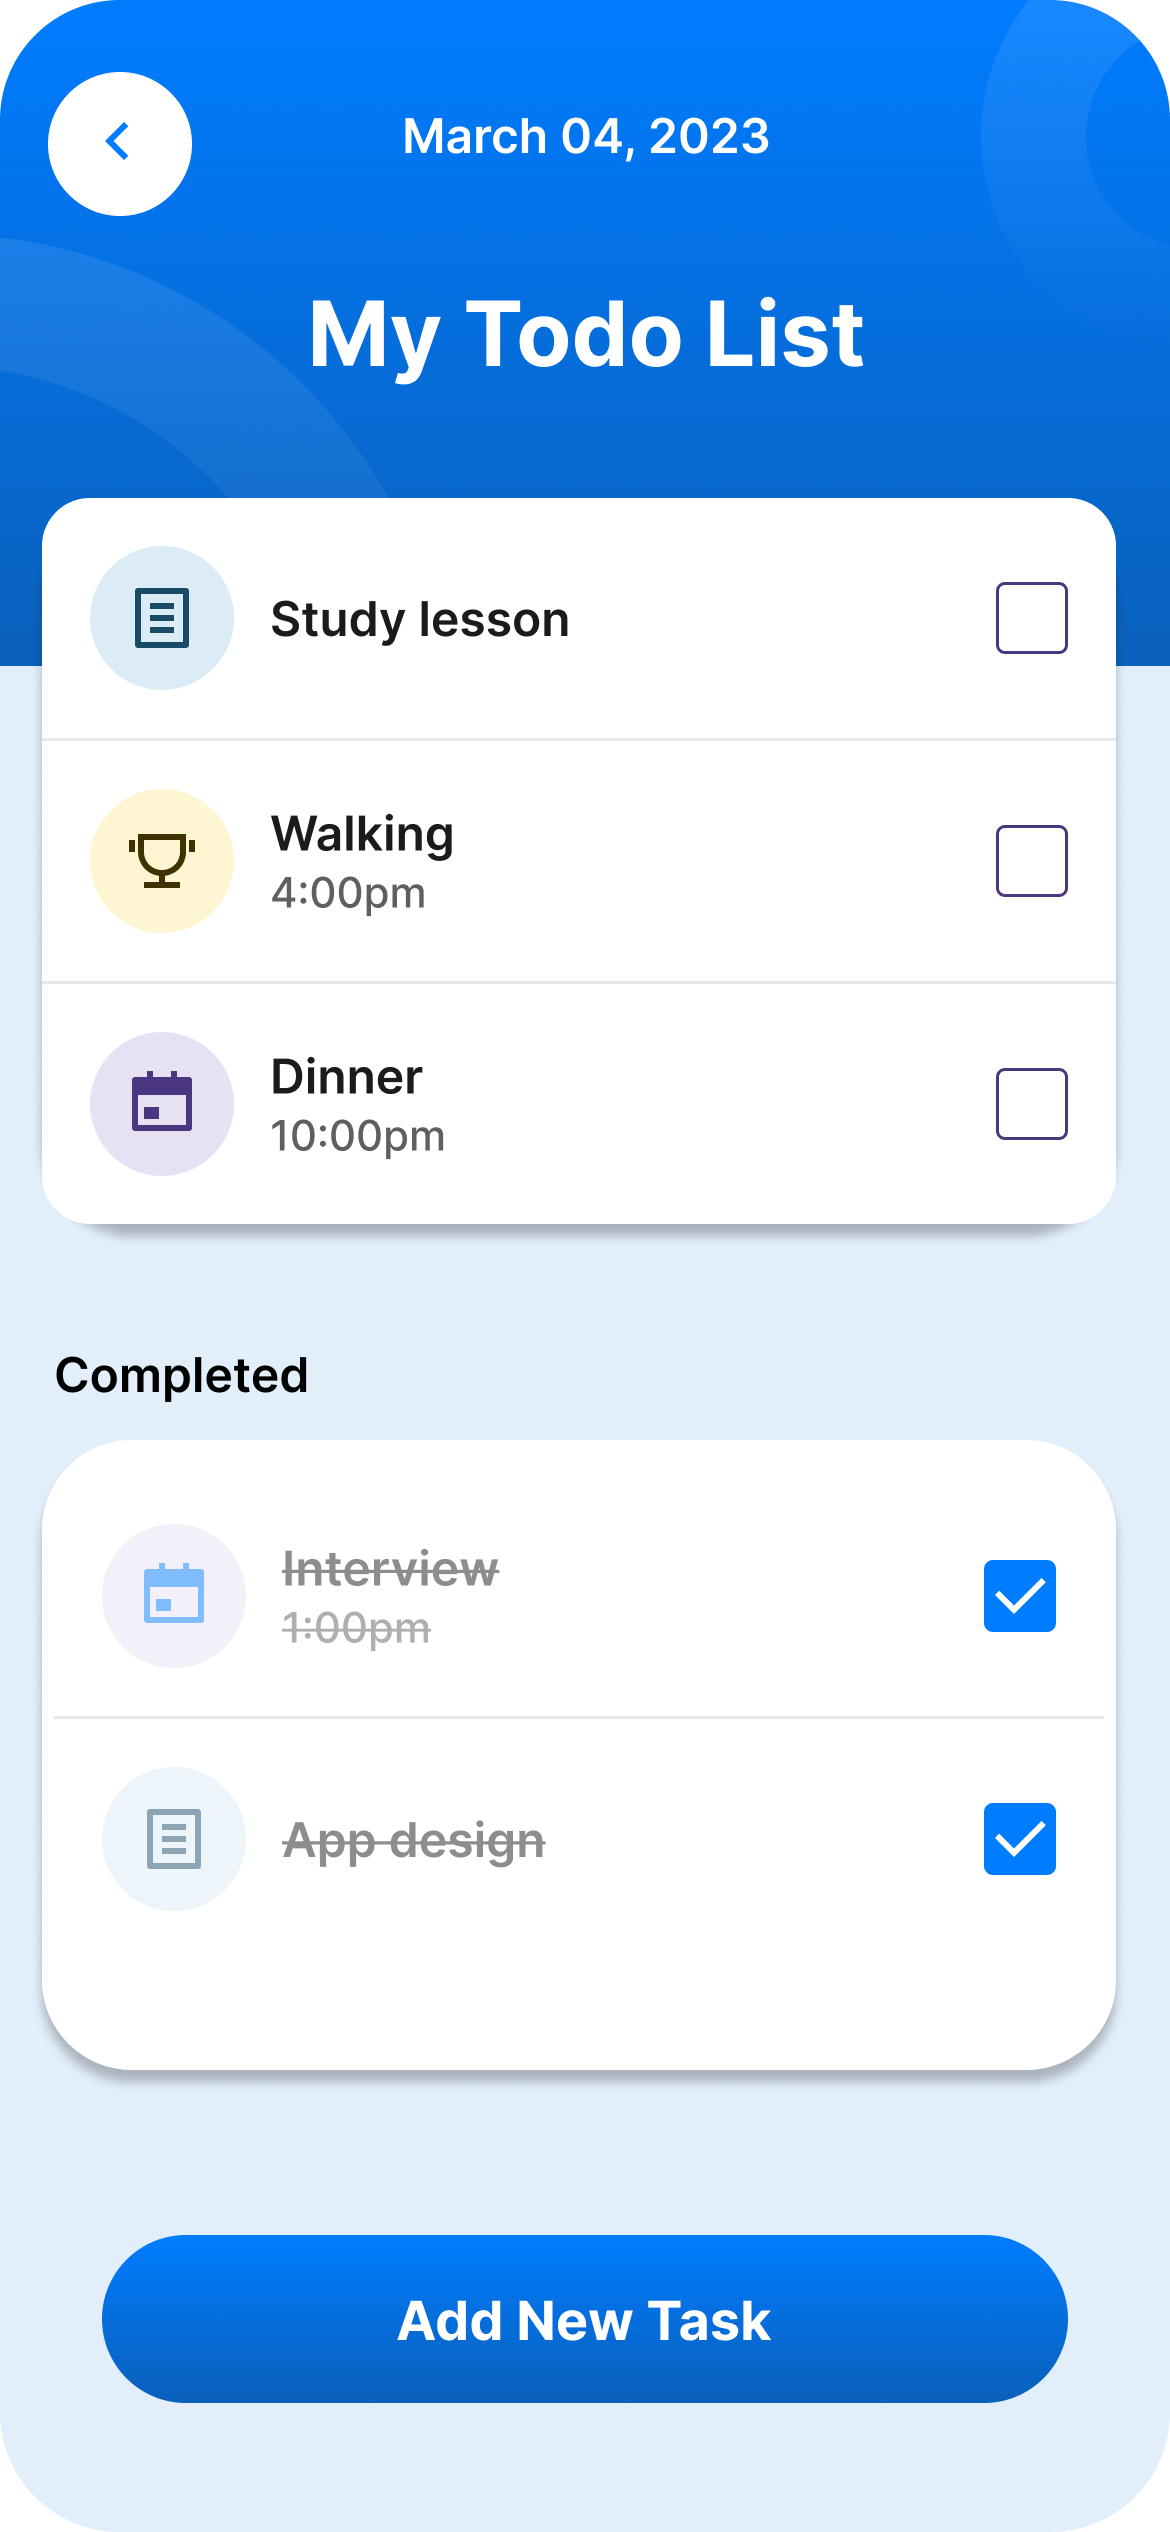 March 04, 2023
My Todo List
Study lesson
Walking
4:00pm
Dinner
10:00pm
Completed
Interview
1:00pm
App design
Add New Task